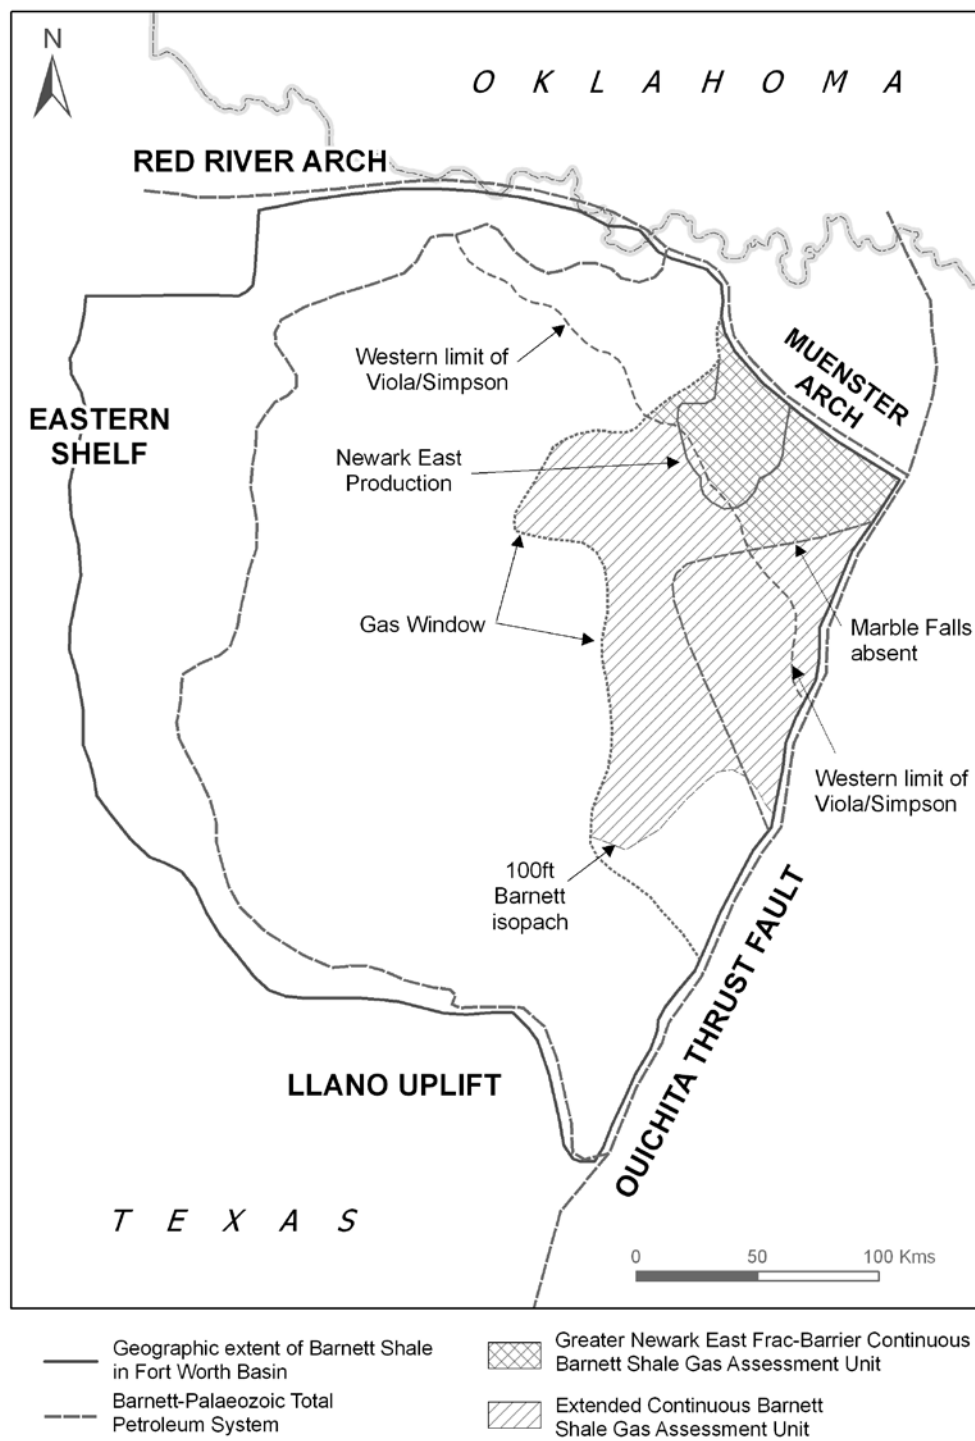 N
O K L A H O M A
RED RIVER ARCH
MUENSTER
ARCH
Western limit of
Viola/Simpson
EASTERN
SHELF
Newark East
Production
Gas Window
Marble Falls
absent
Western limit of
Viola/Simpson
100ft
Barnett
isopach
OUICHITA THRUST FAULT
LLANO UPLIFT
T E X A S
0 50 100 Kms
Geographic extent of Barnett Shale
in Fort Worth Basin
Barnett-Palaeozoic Total
Petroleum System
Greater Newark East Frac-Barrier Continuous
Barnett Shale Gas Assessment Unit
Extended Continuous Barnett
Shale Gas Assessment Unit